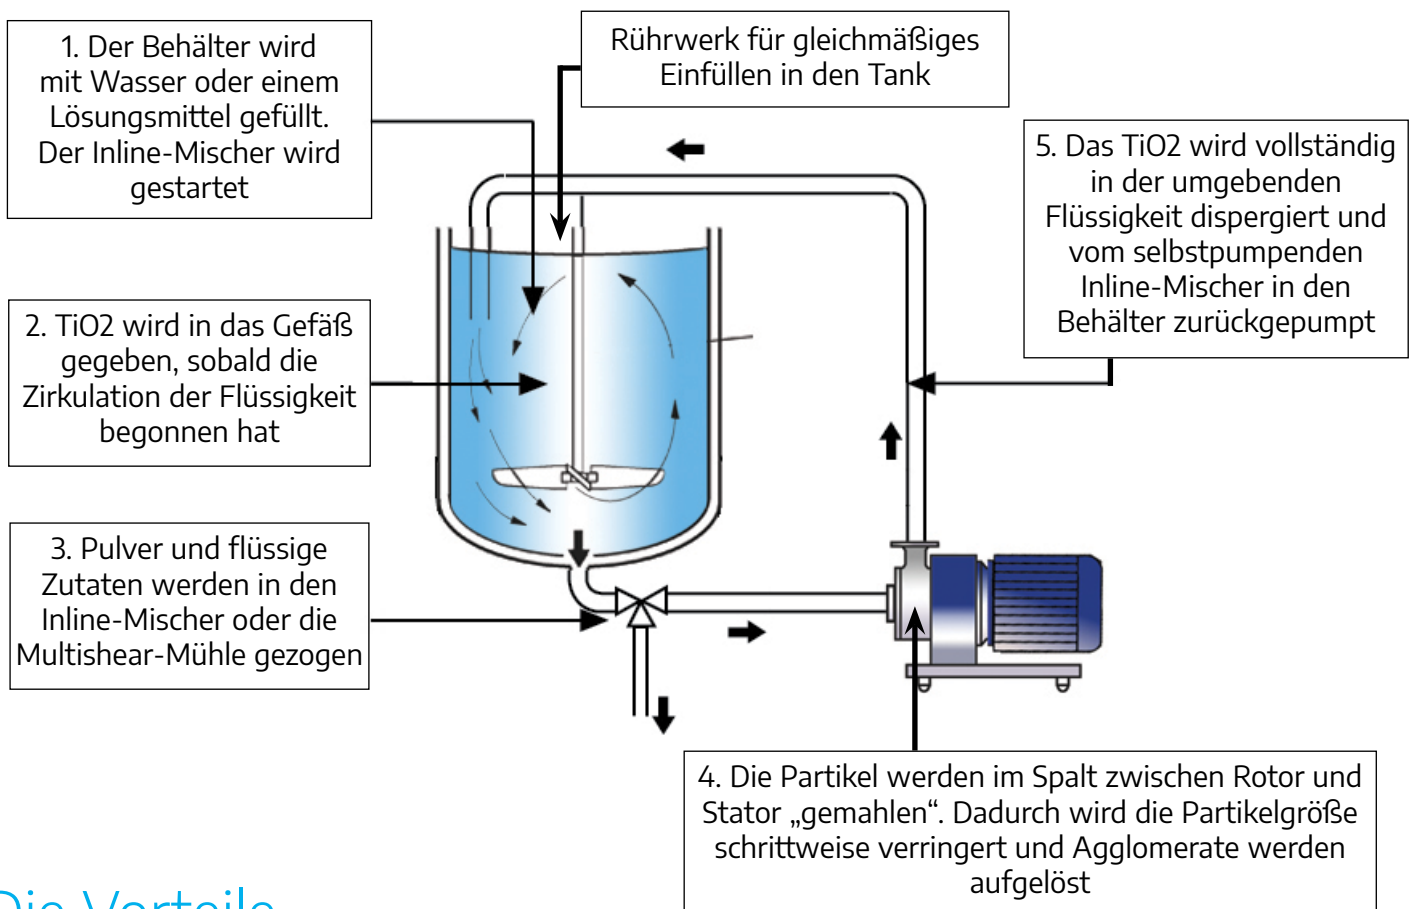 1. Der Behälter wird
mit Wasser oder einem
Lösungsmittel gefüllt.
Der Inline-Mischer wird
gestartet
Rührwerk für gleichmäßiges
Einfüllen in den Tank
5. Das TiO2 wird vollständig
in der umgebenden
Flüssigkeit dispergiert und
vom selbstpumpenden
Inline-Mischer in den
Behälter zurückgepumpt
2. TiO2 wird in das Gefäß
gegeben, sobald die
Zirkulation der Flüssigkeit
begonnen hat
3. Pulver und flüssige
Zutaten werden in den
Inline-Mischer oder die
Multishear-Mühle gezogen
4. Die Partikel werden im Spalt zwischen Rotor und
Stator „gemahlen“. Dadurch wird die Partikelgröße
schrittweise verringert und Agglomerate werden
aufgelöst
Die Vorteile